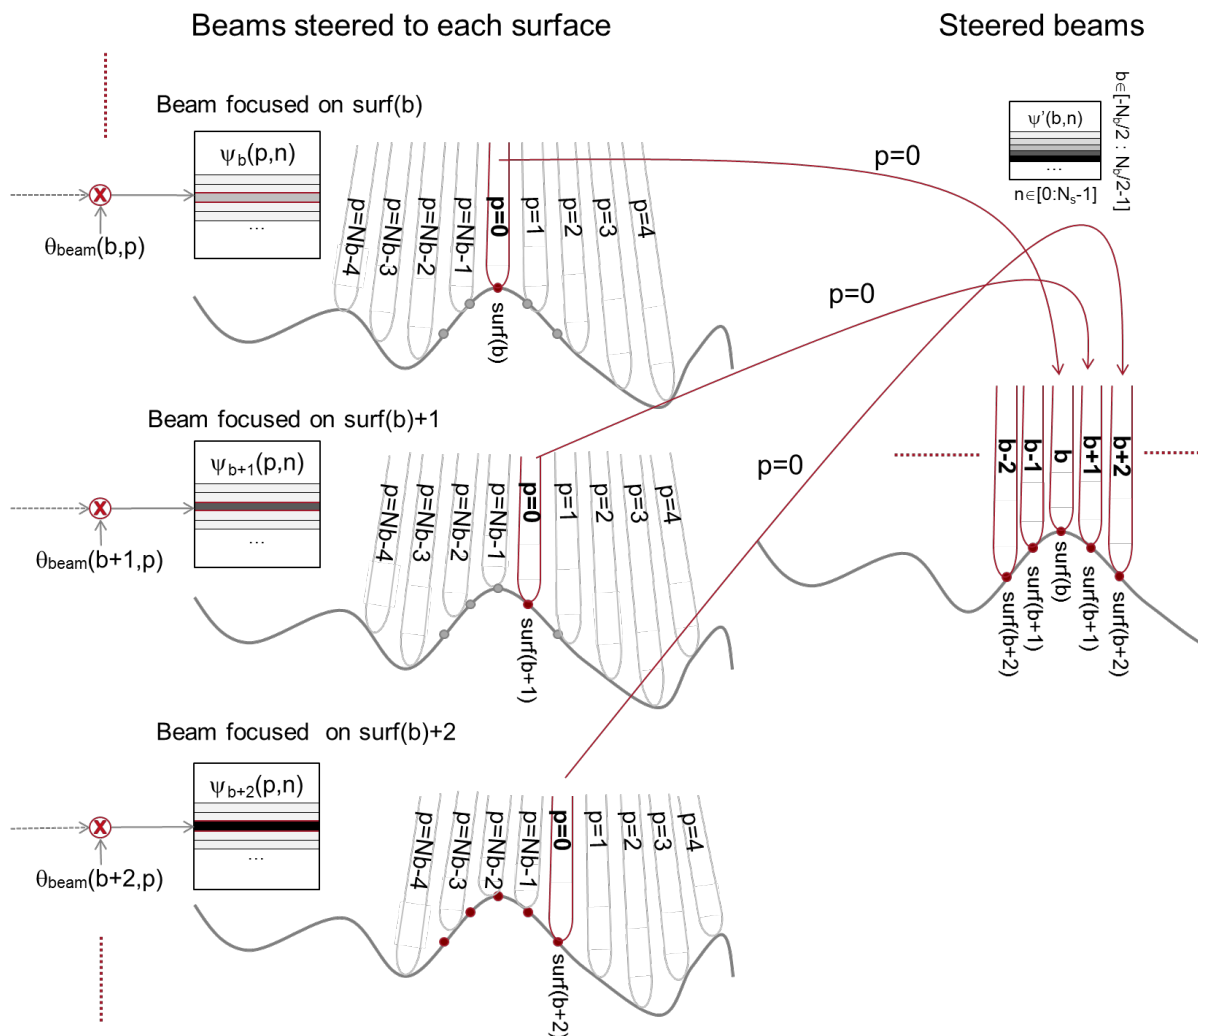 Beams steered to each surface
Steered beams
Beam focused on surf(b)
ψb(p,n)
...
X
θbeam(b,p)
p=Nb-4
p=Nb-3
p=Nb-2
p=Nb-1
p=0
p=1
p=2
p=3
p=4
surf(b)
p=0
ψ'(b,n)
...
n∈[0:Ns-1]
b∈[-Nb/2 : Nb/2-1]
p=0
Beam focused on surf(b)+1
ψb+1(p,n)
...
X
θbeam(b+1,p)
p=Nb-4
p=Nb-3
p=Nb-2
p=Nb-1
p=0
p=1
p=2
p=3
p=4
surf(b+1)
p=0
b-2
b-1
b
b+1
b+2
surf(b+2)
surf(b+1)
surf(b)
surf(b+1)
surf(b+2)
Beam focused on surf(b)+2
ψb+2(p,n)
...
X
θbeam(b+2,p)
p=Nb-4
p=Nb-3
p=Nb-2
p=Nb-1
p=0
p=1
p=2
p=3
p=4
surf(b+2)